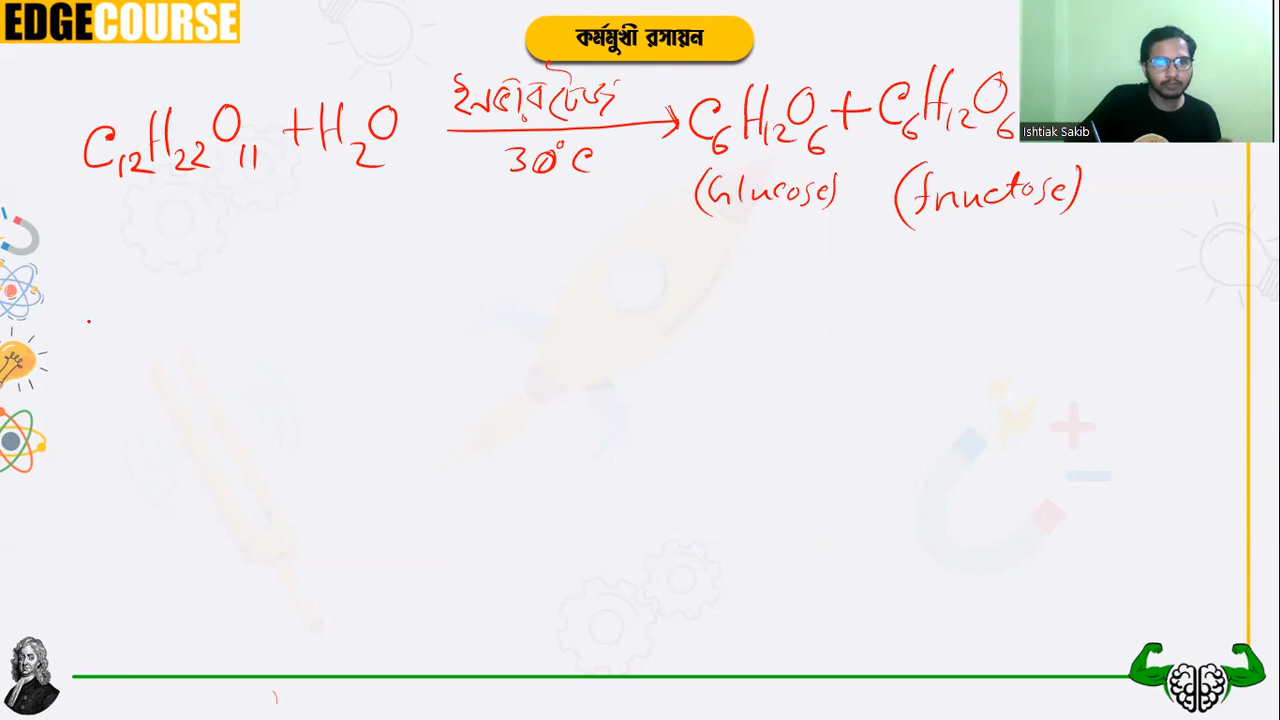 EDGECOURSE
কর্মমুখী রসায়ন
C₁₂H₂₂O₁₁ + H₂O ইনভারটেজ 30°C → C₆H₁₂O₆ + C₆H₁₂O₆
(Glucose) (fructose)
Ishtiak Sakib